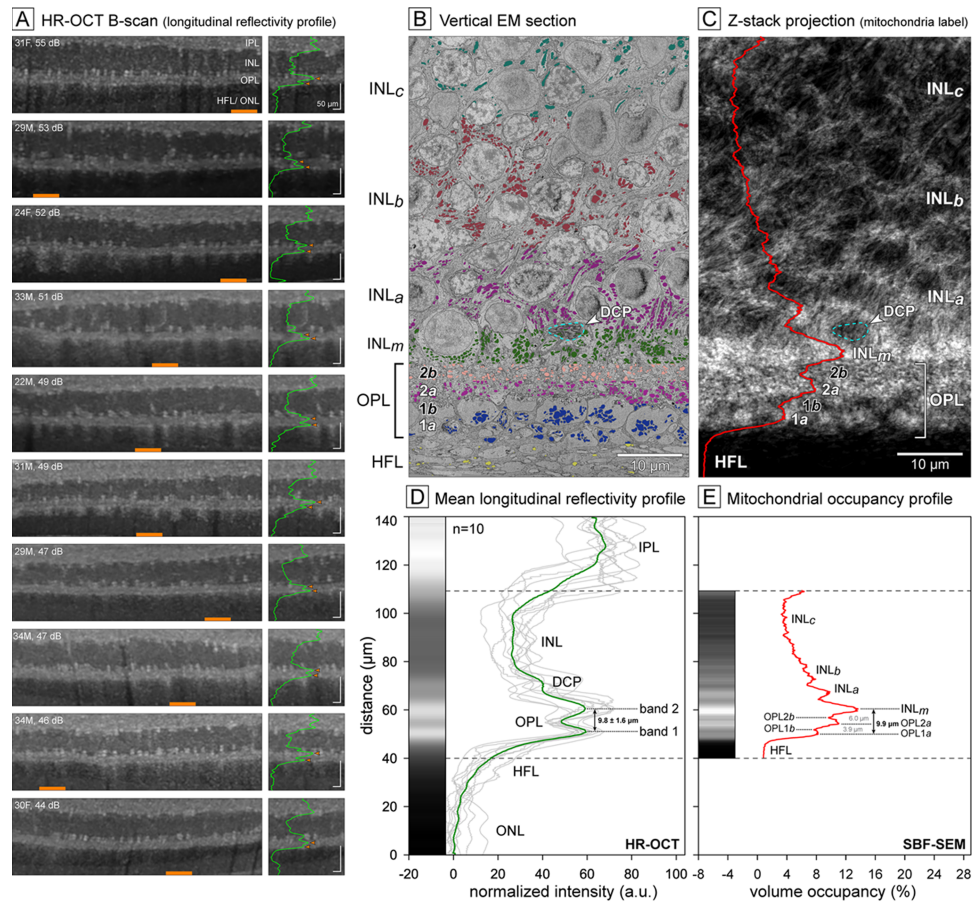 A HR-OCT B-scan (longitudinal reflectivity profile)
31F, 55 dB
IPL
INL
OPL
HFL/ ONL
50 µm
29M, 53 dB
24F, 52 dB
33M, 51 dB
22M, 49 dB
31M, 49 dB
29M, 47 dB
34M, 47 dB
34M, 46 dB
30F, 44 dB
B Vertical EM section
INLc
INLb
INLa
DCP
INLm
2b
2a
1b
1a
OPL
HFL
10 µm
C Z-stack projection (mitochondria label)
INLc
INLb
INLa
DCP
INLm
2b
2a
1b
1a
OPL
HFL
10 µm
D Mean longitudinal reflectivity profile
n=10
IPL
INL
DCP
OPL
band 2
9.8 ± 1.6 µm
band 1
HFL
ONL
HR-OCT
140
120
100
80
60
40
20
0
distance (µm)
-20 0 20 40 60 80 100
normalized intensity (a.u.)
E Mitochondrial occupancy profile
INLc
INLb
INLa
INLm
OPL2b
6.0 µm
9.9 µm
OPL2a
OPL1b
3.9 µm
OPL1a
HFL
SBF-SEM
-8 -4 0 4 8 12 16 20 24 28
volume occupancy (%)